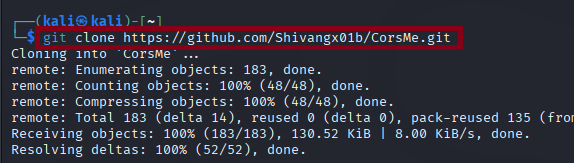 ┌──(kali㉿kali)-[~]
└─$ git clone https://github.com/Shivangx01b/CorsMe.git
Cloning into 'CorsMe'...
remote: Enumerating objects: 183, done.
remote: Counting objects: 100% (48/48), done.
remote: Compressing objects: 100% (48/48), done.
remote: Total 183 (delta 14), reused 0 (delta 0), pack-reused 135 (fro
Receiving objects: 100% (183/183), 130.52 KiB | 8.00 KiB/s, done.
Resolving deltas: 100% (52/52), done.